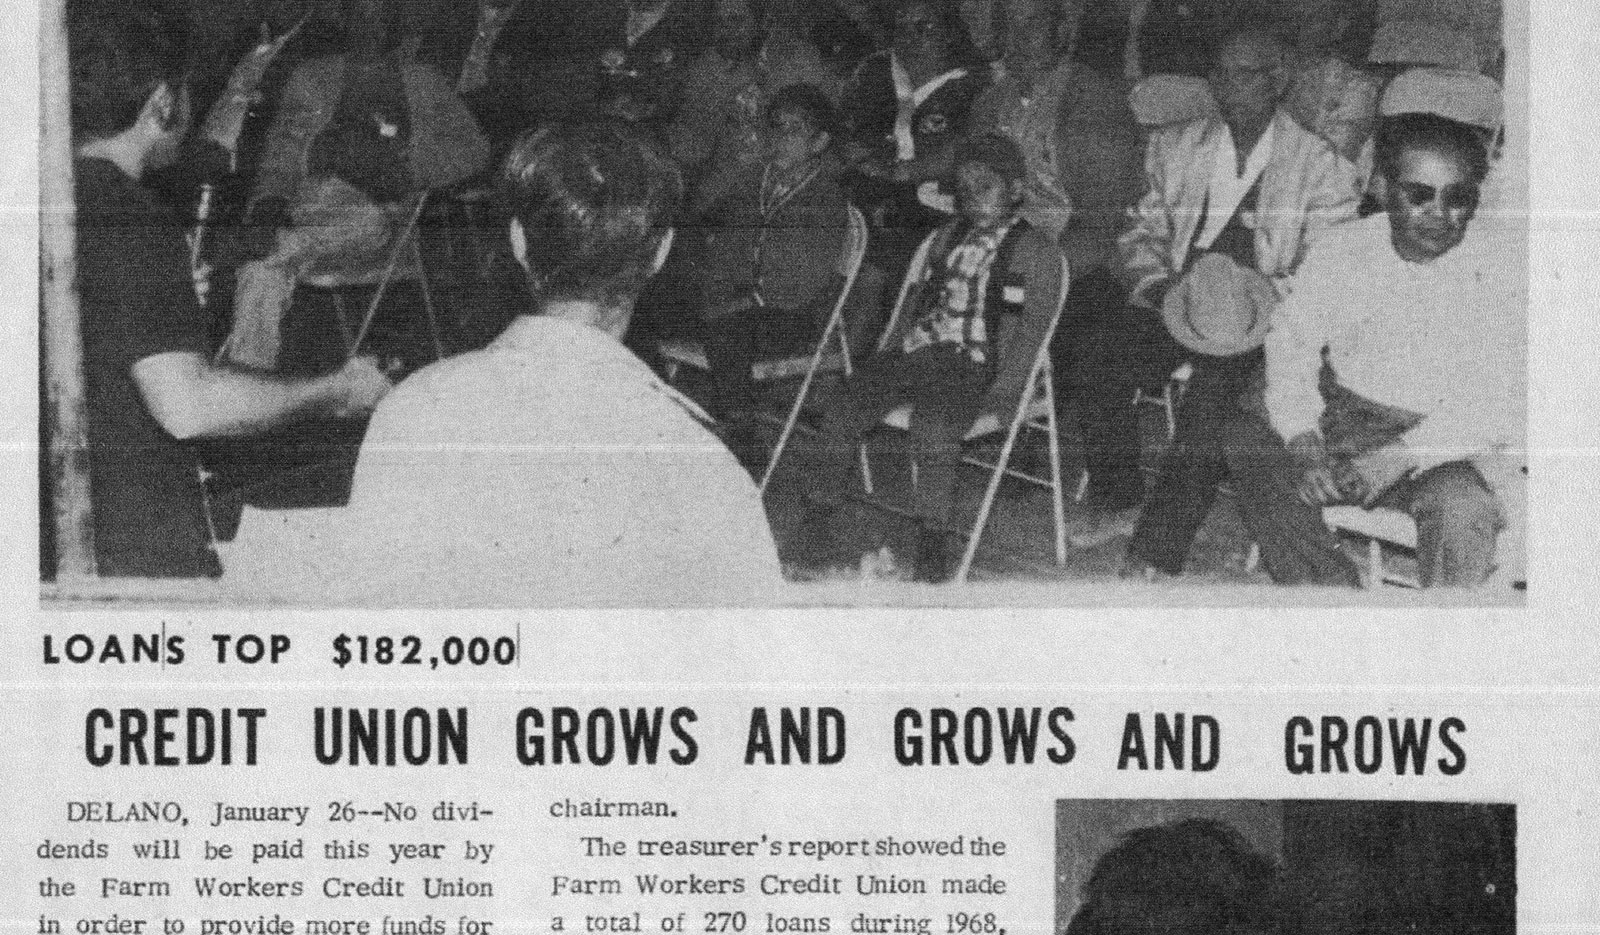 LOANS TOP $182,000
CREDIT UNION GROWS AND GROWS AND GROWS
DELANO, January 26--No divi-
dends will be paid this year by
the Farm Workers Credit Union
in order to provide more funds for
chairman.
The treasurer's report showed the
Farm Workers Credit Union made
a total of 270 loans during 1968,